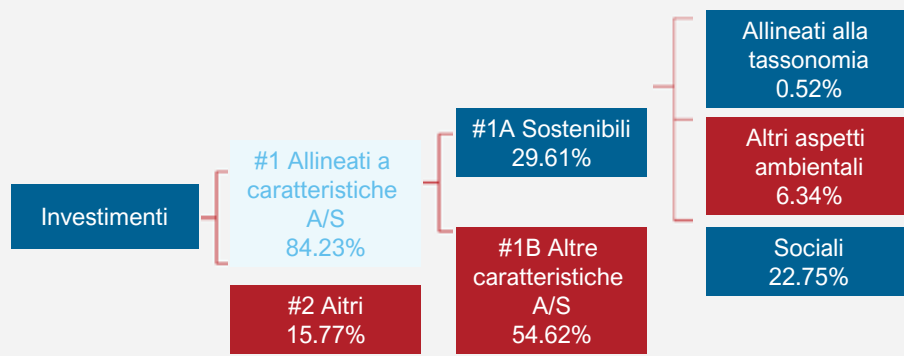 Investimenti
#1 Allineati a
caratteristiche
A/S
84.23%
#2 Aitri
15.77%
#1A Sostenibili
29.61%
#1B Altre
caratteristiche
A/S
54.62%
Allineati alla
tassonomia
0.52%
Altri aspetti
ambientali
6.34%
Sociali
22.75%